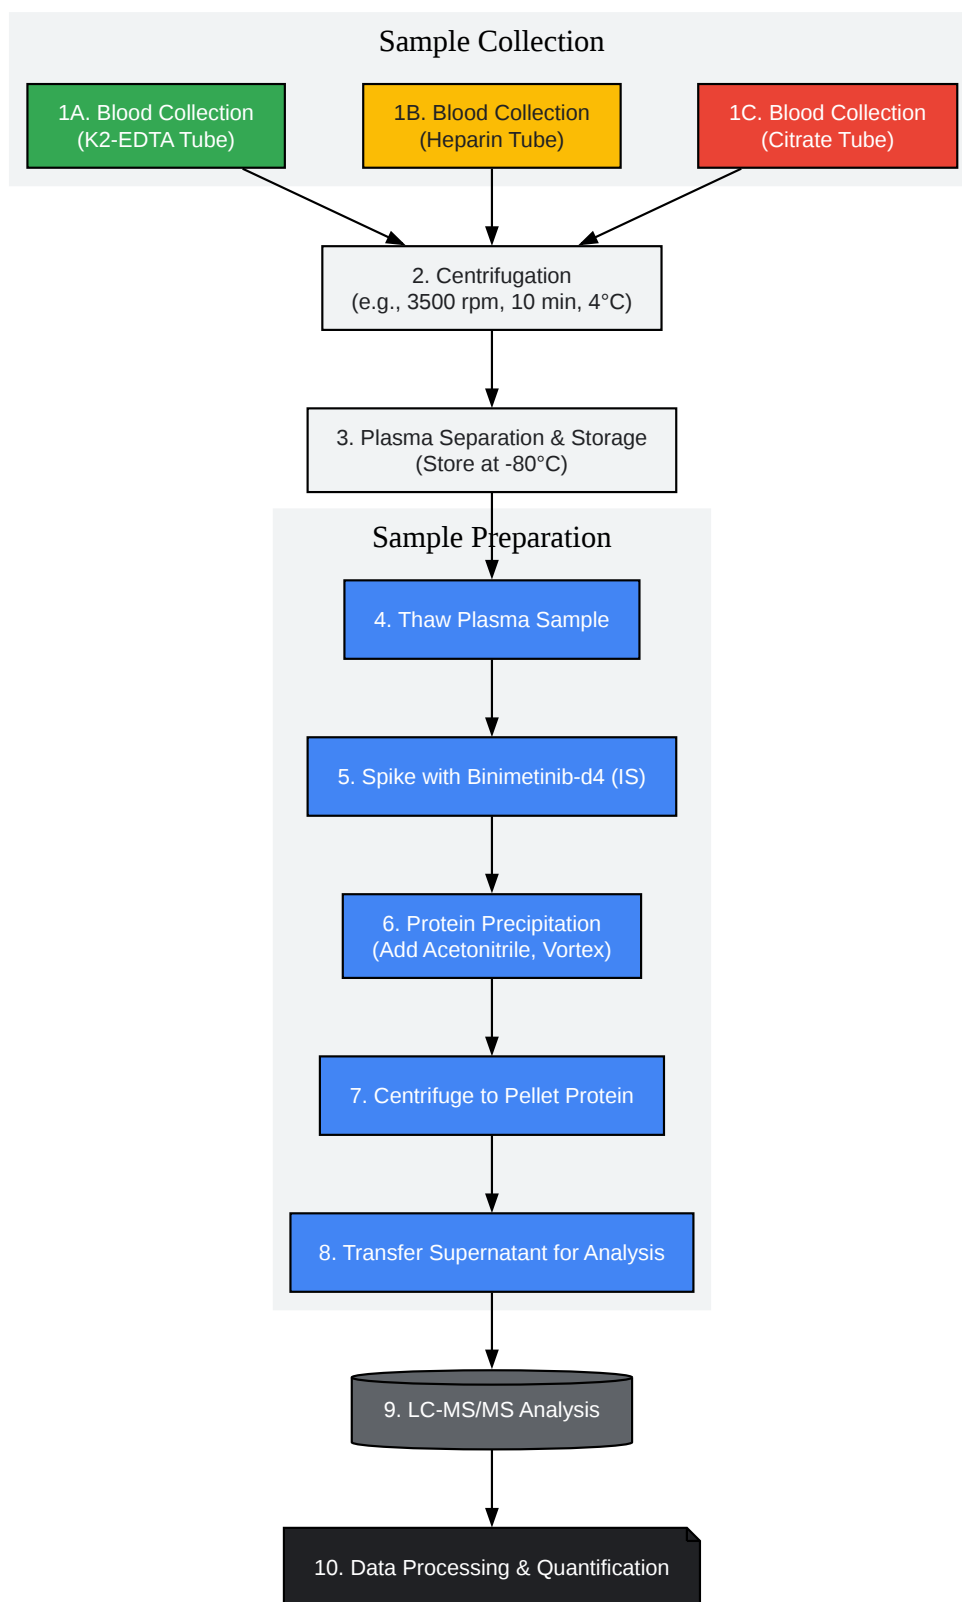 Sample Collection
1A. Blood Collection
(K2-EDTA Tube)
1B. Blood Collection
(Heparin Tube)
1C. Blood Collection
(Citrate Tube)
2. Centrifugation
(e.g., 3500 rpm, 10 min, 4°C)
3. Plasma Separation & Storage
(Store at -80°C)
Sample Preparation
4. Thaw Plasma Sample
5. Spike with Binimetinib-d4 (IS)
6. Protein Precipitation
(Add Acetonitrile, Vortex)
7. Centrifuge to Pellet Protein
8. Transfer Supernatant for Analysis
9. LC-MS/MS Analysis
10. Data Processing & Quantification